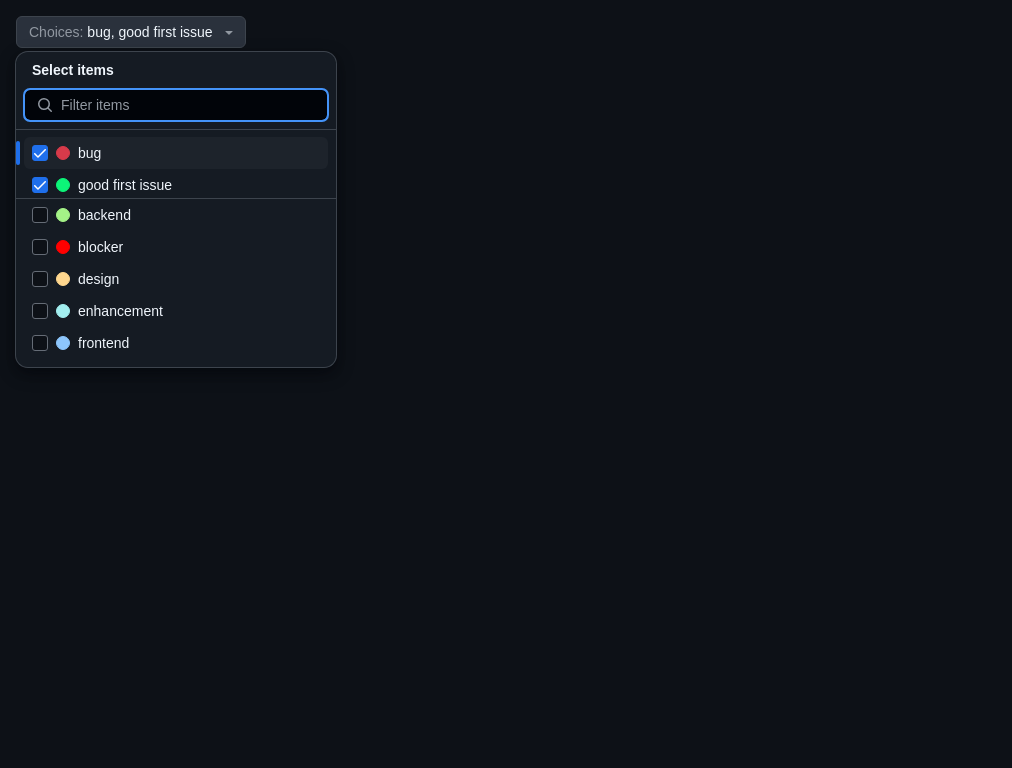 Choices: bug, good first issue
Select items
Filter items
bug
good first issue
backend
blocker
design
enhancement
frontend